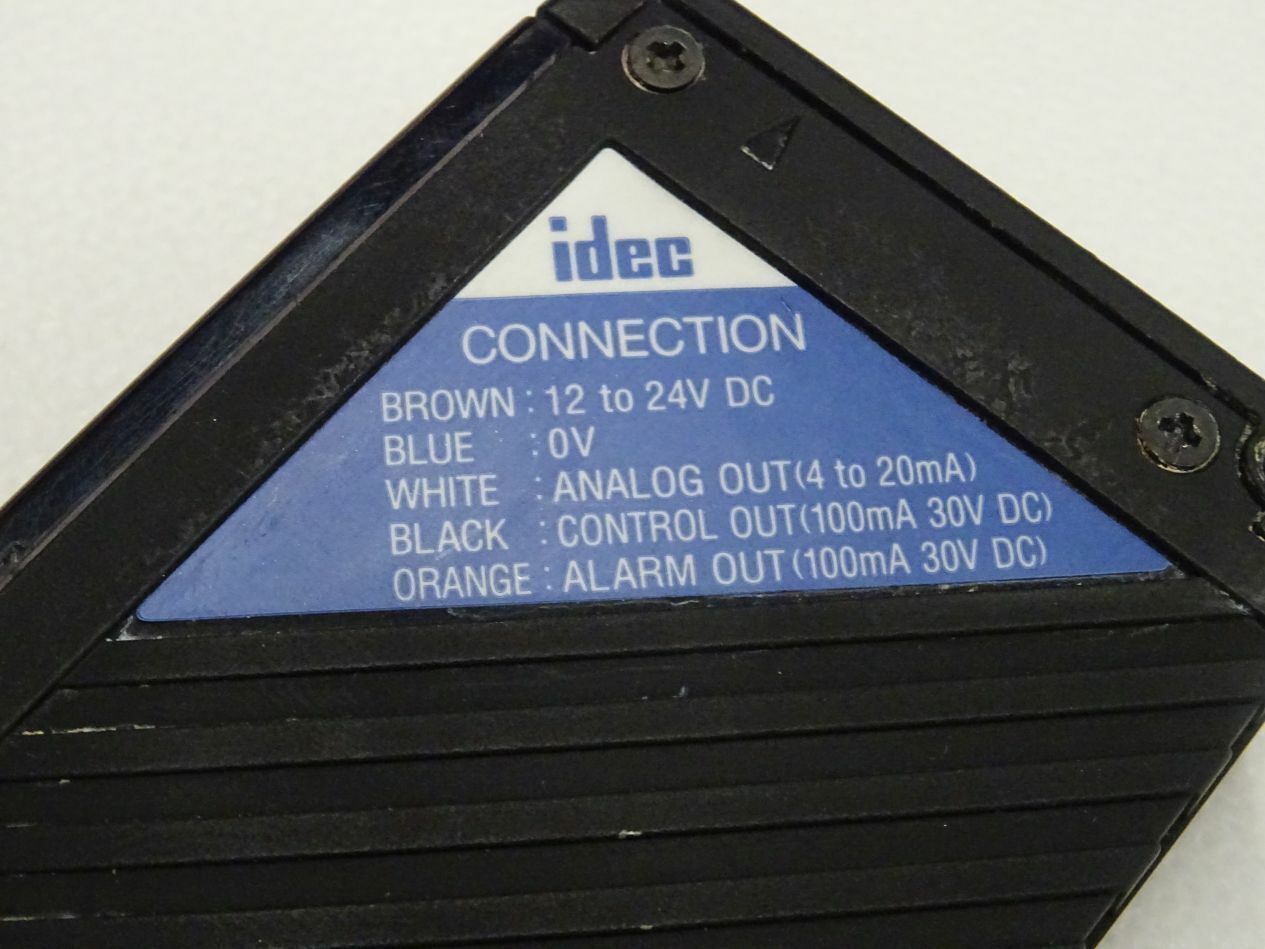 idec
CONNECTION
BROWN : 12 to 24V DC
BLUE : 0V
WHITE : ANALOG OUT(4 to 20mA)
BLACK : CONTROL OUT(100mA 30V DC)
ORANGE : ALARM OUT(100mA 30V DC)